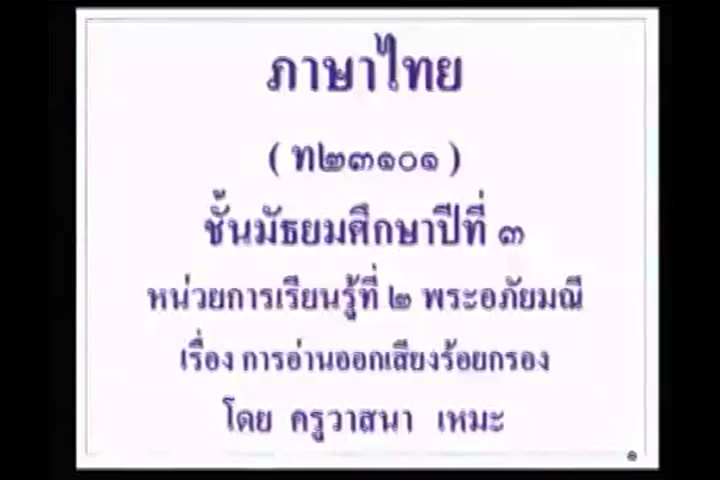 ภาษาไทย
( ท๒๓๑๐๑ )
ชั้นมัธยมศึกษาปีที่ ๓
หน่วยการเรียนรู้ที่ ๒ พระอภัยมณี
เรื่อง การอ่านออกเสียงร้อยกรอง
โดย ครูวาสนา เหมะ
๑